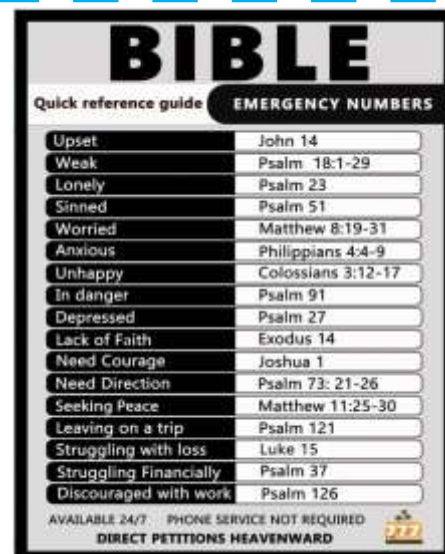 BIBLE
Quick reference guide EMERGENCY NUMBERS
Upset John 14
Weak Psalm 18:1-29
Lonely Psalm 23
Sinned Psalm 51
Worried Matthew 8:19-31
Anxious Philippians 4:4-9
Unhappy Colossians 3:12-17
In danger Psalm 91
Depressed Psalm 27
Lack of Faith Exodus 14
Need Courage Joshua 1
Need Direction Psalm 73: 21-26
Seeking Peace Matthew 11:25-30
Leaving on a trip Psalm 121
Struggling with loss Luke 15
Struggling Financially Psalm 37
Discouraged with work Psalm 126
AVAILABLE 24/7 PHONE SERVICE NOT REQUIRED
DIRECT PETITIONS HEAVENWARD
777